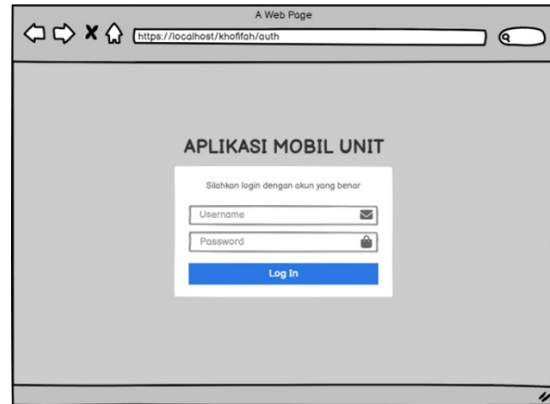 A Web Page
https://localhost/khofifah/auth
APLIKASI MOBIL UNIT
Silahkan login dengan akun yang benar
Username
Password
Log In